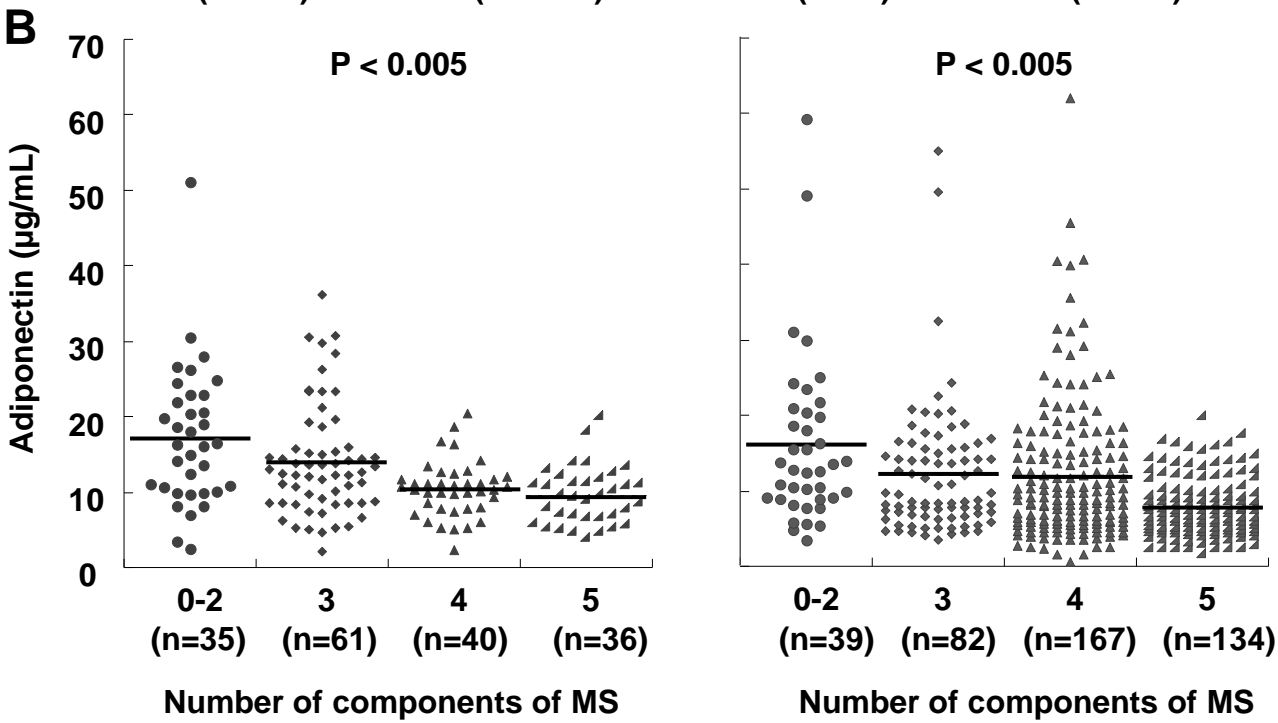 B
P < 0.005
P < 0.005
Adiponectin (µg/mL)
70
60
50
40
30
20
10
0
0-2 3 4 5
(n=35) (n=61) (n=40) (n=36)
Number of components of MS
0-2 3 4 5
(n=39) (n=82) (n=167) (n=134)
Number of components of MS